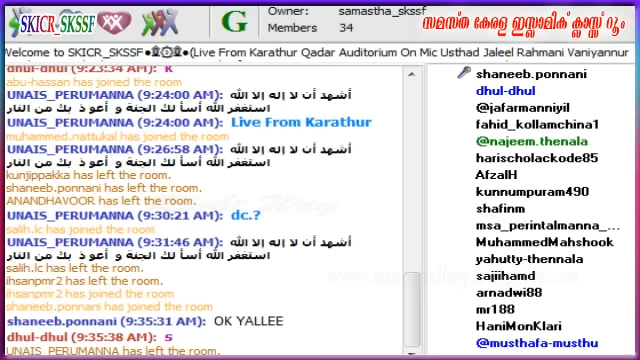 SKICR_SKSSF
Owner: samastha_skssf
Members 34
സമസ്ത കേരള ഇസ്ലാമിക് ക്ലാസ്സ് റൂം
Welcome to SKICR_SKSSF●۩۞۩●(Live From Karathur Qadar Auditorium On Mic Usthad Jaleel Rahmani Vaniyannur
dhul-dhul (9:23:34 AM): K
abu-hassan has joined the room
UNAIS_PERUMANNA (9:24:00 AM): أشهد أن لا إله إلا الله
استغفر الله أسأ لك الجنة و أعو ذ بك من النار
UNAIS_PERUMANNA (9:24:00 AM): Live From Karathur
muhammed.nattukal has joined the room
UNAIS_PERUMANNA (9:26:58 AM): أشهد أن لا إله إلا الله
استغفر الله أسأ لك الجنة و أعو ذ بك من النار
kunjippakka has left the room.
shaneeb.ponnani has left the room.
ANANDHAVOOR has left the room.
UNAIS_PERUMANNA (9:30:21 AM): dc.?
salih.lc has joined the room
UNAIS_PERUMANNA (9:31:46 AM): أشهد أن لا إله إلا الله
استغفر الله أسأ لك الجنة و أعو ذ بك من النار
salih.lc has left the room.
ihsanpmr2 has left the room.
ihsanpmr2 has joined the room
shaneeb.ponnani has joined the room
shaneeb.ponnani (9:35:31 AM): OK YALLEE
dhul-dhul (9:35:38 AM): s
UNAIS_PERUMANNA has left the room.
shaneeb.ponnani
dhul-dhul
@jafarmanniyil
fahid_kollamchina1
@najeem.thenala
harischolackode85
AfzalH
kunnumpuram490
shafinm
msa_perintalmanna_...
MuhammedMahshook
yahutty-thennala
sajiihamd
arnadwi88
mr188
HaniMonKlari
@musthafa-musthu